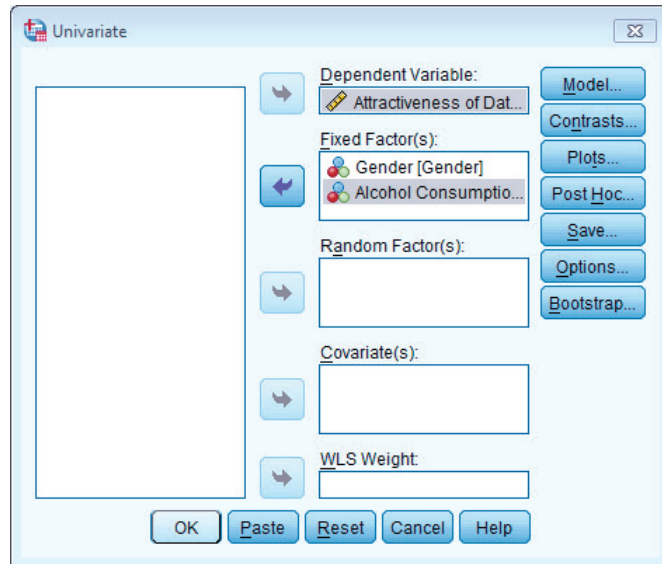 Univariate
Dependent Variable:
Attractiveness of Dat...
Fixed Factor(s):
Gender [Gender]
Alcohol Consumptio...
Random Factor(s):
Covariate(s):
WLS Weight:
Model...
Contrasts...
Plots...
Post Hoc...
Save...
Options...
Bootstrap...
OK Paste Reset Cancel Help